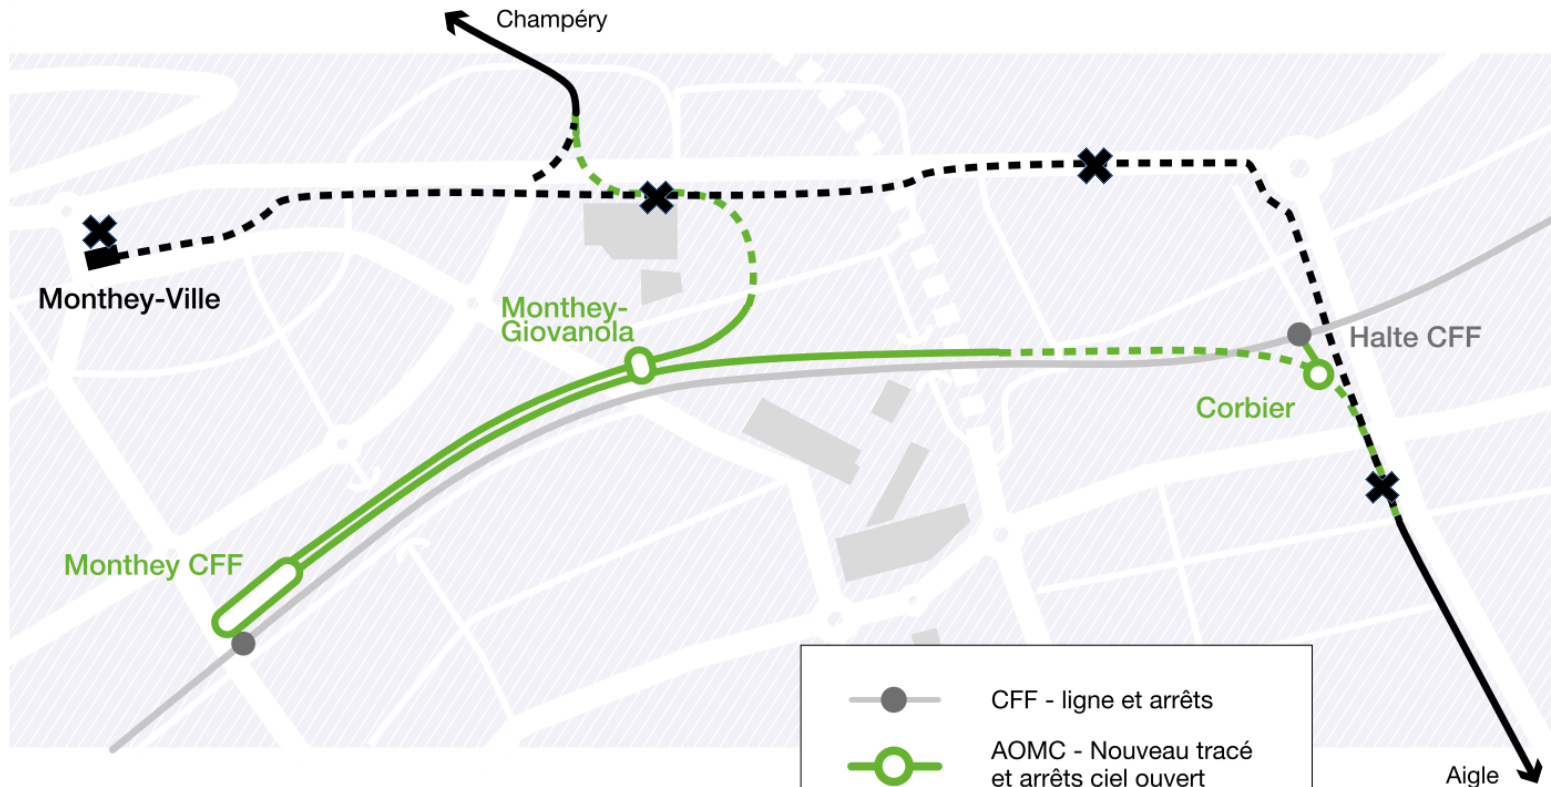 Champéry
Monthey-Ville
Monthey-
Giovanola
Halte CFF
Corbier
Monthey CFF
CFF - ligne et arrêts
AOMC - Nouveau tracé
et arrêts ciel ouvert
Aigle